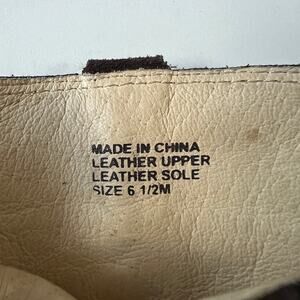 MADE IN CHINA
LEATHER UPPER
LEATHER SOLE
SIZE 6 1/2M